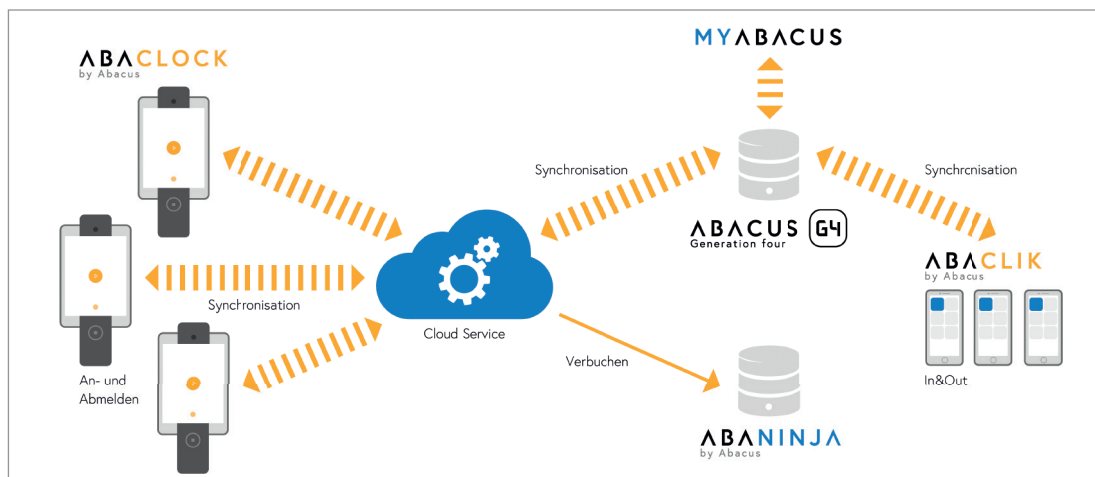 ABACLOCK
by Abacus
MYABACUS
Synchronisation
Synchrcnisation
ABACUS G4
Generation four
ABACLIK
by Abacus
Synchronisation
Cloud Service
Verbuchen
An- und
Abmelden
In&Out
ABANINJA
by Abacus